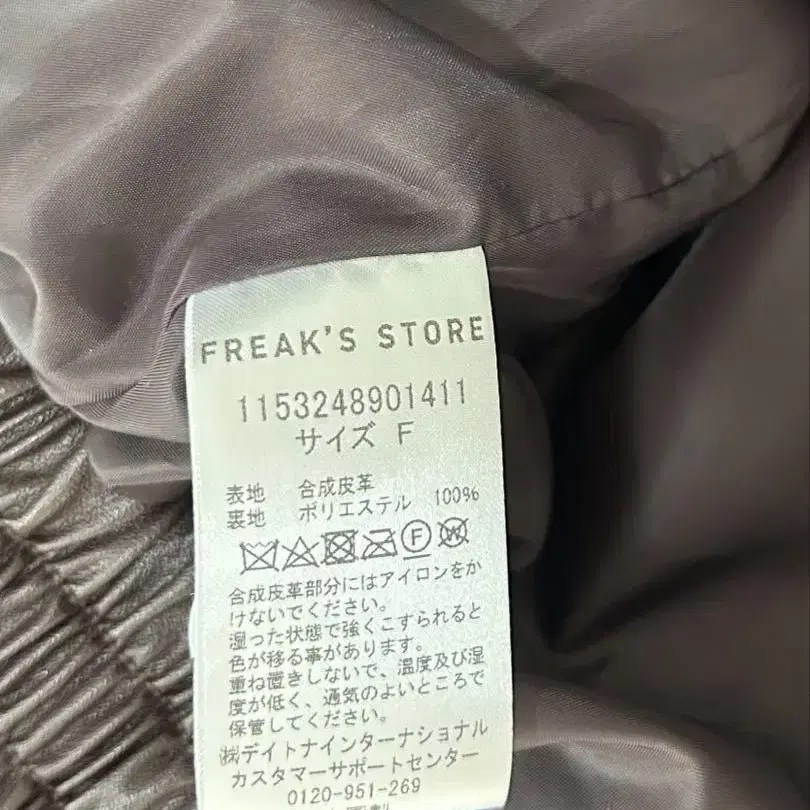 FREAK'S STORE
1153248901411
サイズ F
表地 合成皮革
裏地 ポリエステル 100%
F W
合成皮革部分にはアイロンをか
けないでください。
湿った状態で強くこすられると
色が移る事があります。
重ね置きしないで、温度及び湿
度が低く、通気のよいところで
保管してください。
㈱デイトナインターナショナル
カスタマーサポートセンター
0120-951-269